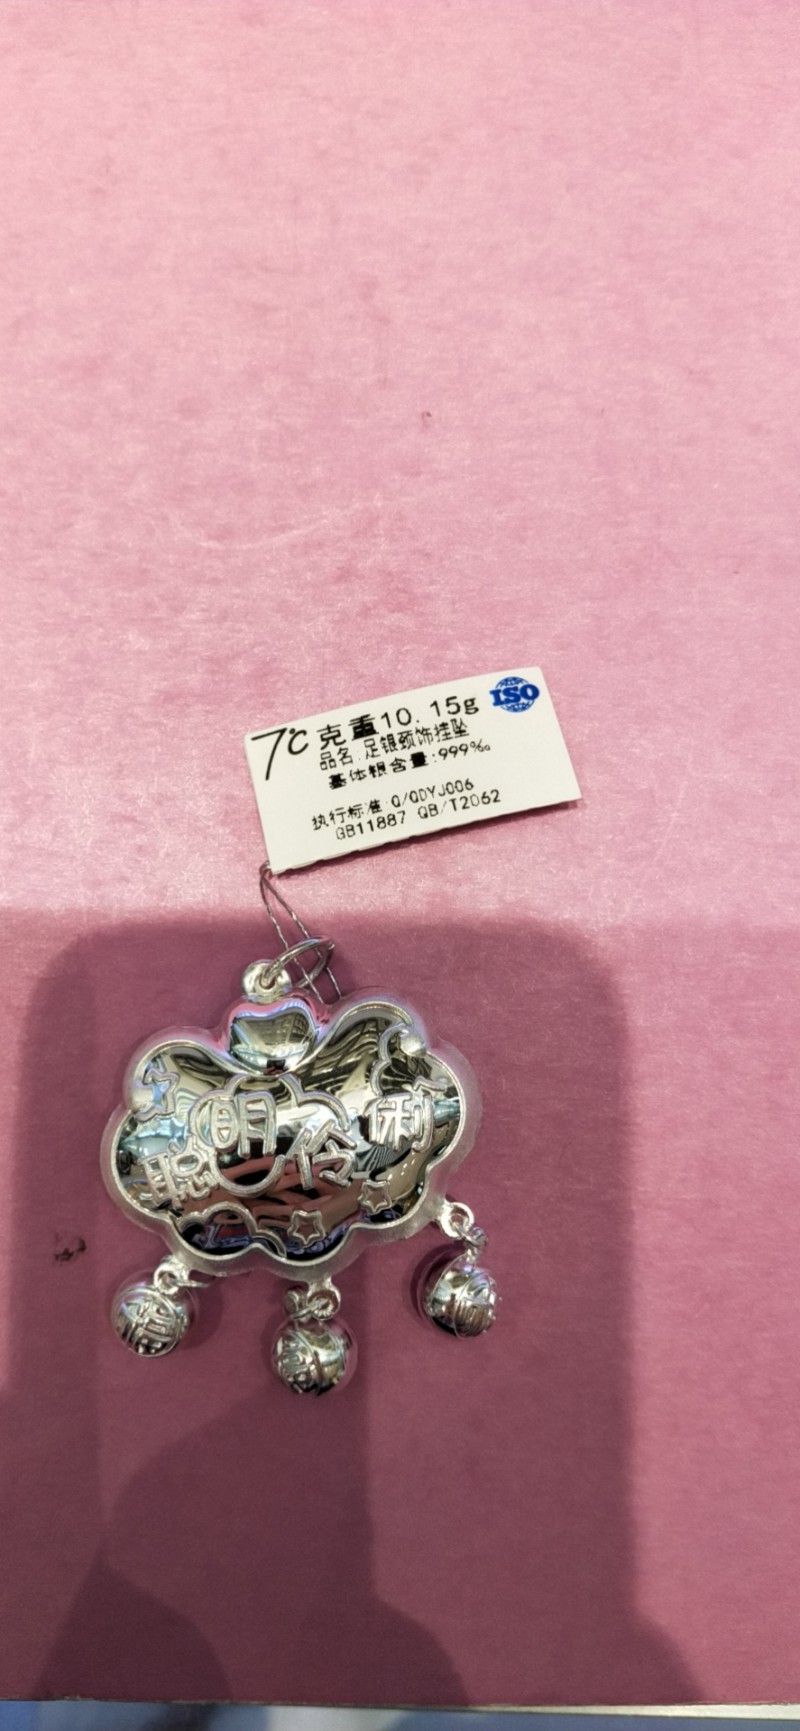 ISO
7℃ 克重10.15g
品名:足银颈饰挂坠
基体银含量:999‰
执行标准:Q/QDYJ006
GB11887 QB/T2062
聪明伶俐